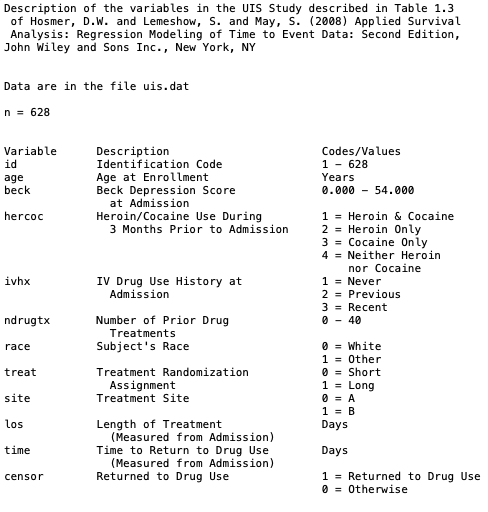 Description of the variables in the UIS Study described in Table 1.3
of Hosmer, D.W. and Lemeshow, S. and May, S. (2008) Applied Survival
Analysis: Regression Modeling of Time to Event Data: Second Edition,
John Wiley and Sons Inc., New York, NY
Data are in the file uis.dat
n = 628
Variable Description Codes/Values
id Identification Code 1 – 628
age Age at Enrollment Years
beck Beck Depression Score 0.000 – 54.000
at Admission
hercoc Heroin/Cocaine Use During 1 = Heroin & Cocaine
3 Months Prior to Admission 2 = Heroin Only
3 = Cocaine Only
4 = Neither Heroin
nor Cocaine
ivhx IV Drug Use History at 1 = Never
Admission 2 = Previous
3 = Recent
ndrugtx Number of Prior Drug 0 – 40
Treatments
race Subject's Race 0 = White
1 = Other
treat Treatment Randomization 0 = Short
Assignment 1 = Long
site Treatment Site 0 = A
1 = B
los Length of Treatment Days
(Measured from Admission)
time Time to Return to Drug Use Days
(Measured from Admission)
censor Returned to Drug Use 1 = Returned to Drug Use
0 = Otherwise